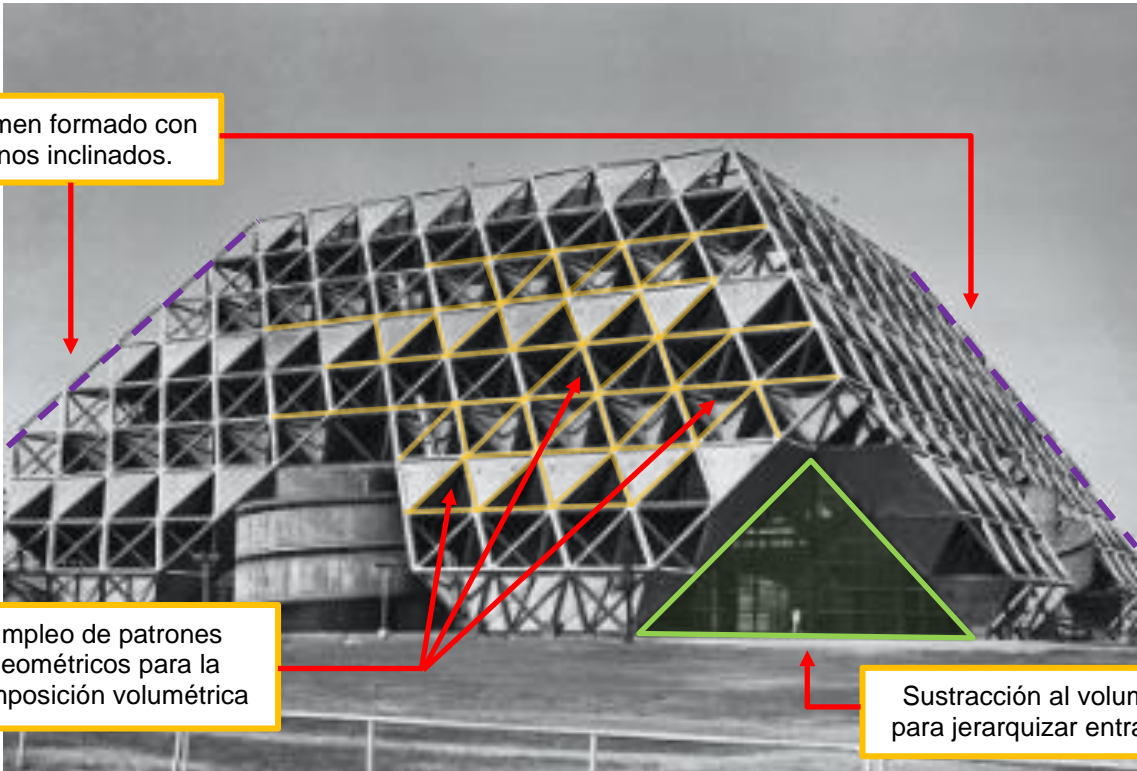 men formado con
nos inclinados.
mpleo de patrones
eométricos para la
mposición volumétrica
Sustracción al volum
para jerarquizar entra